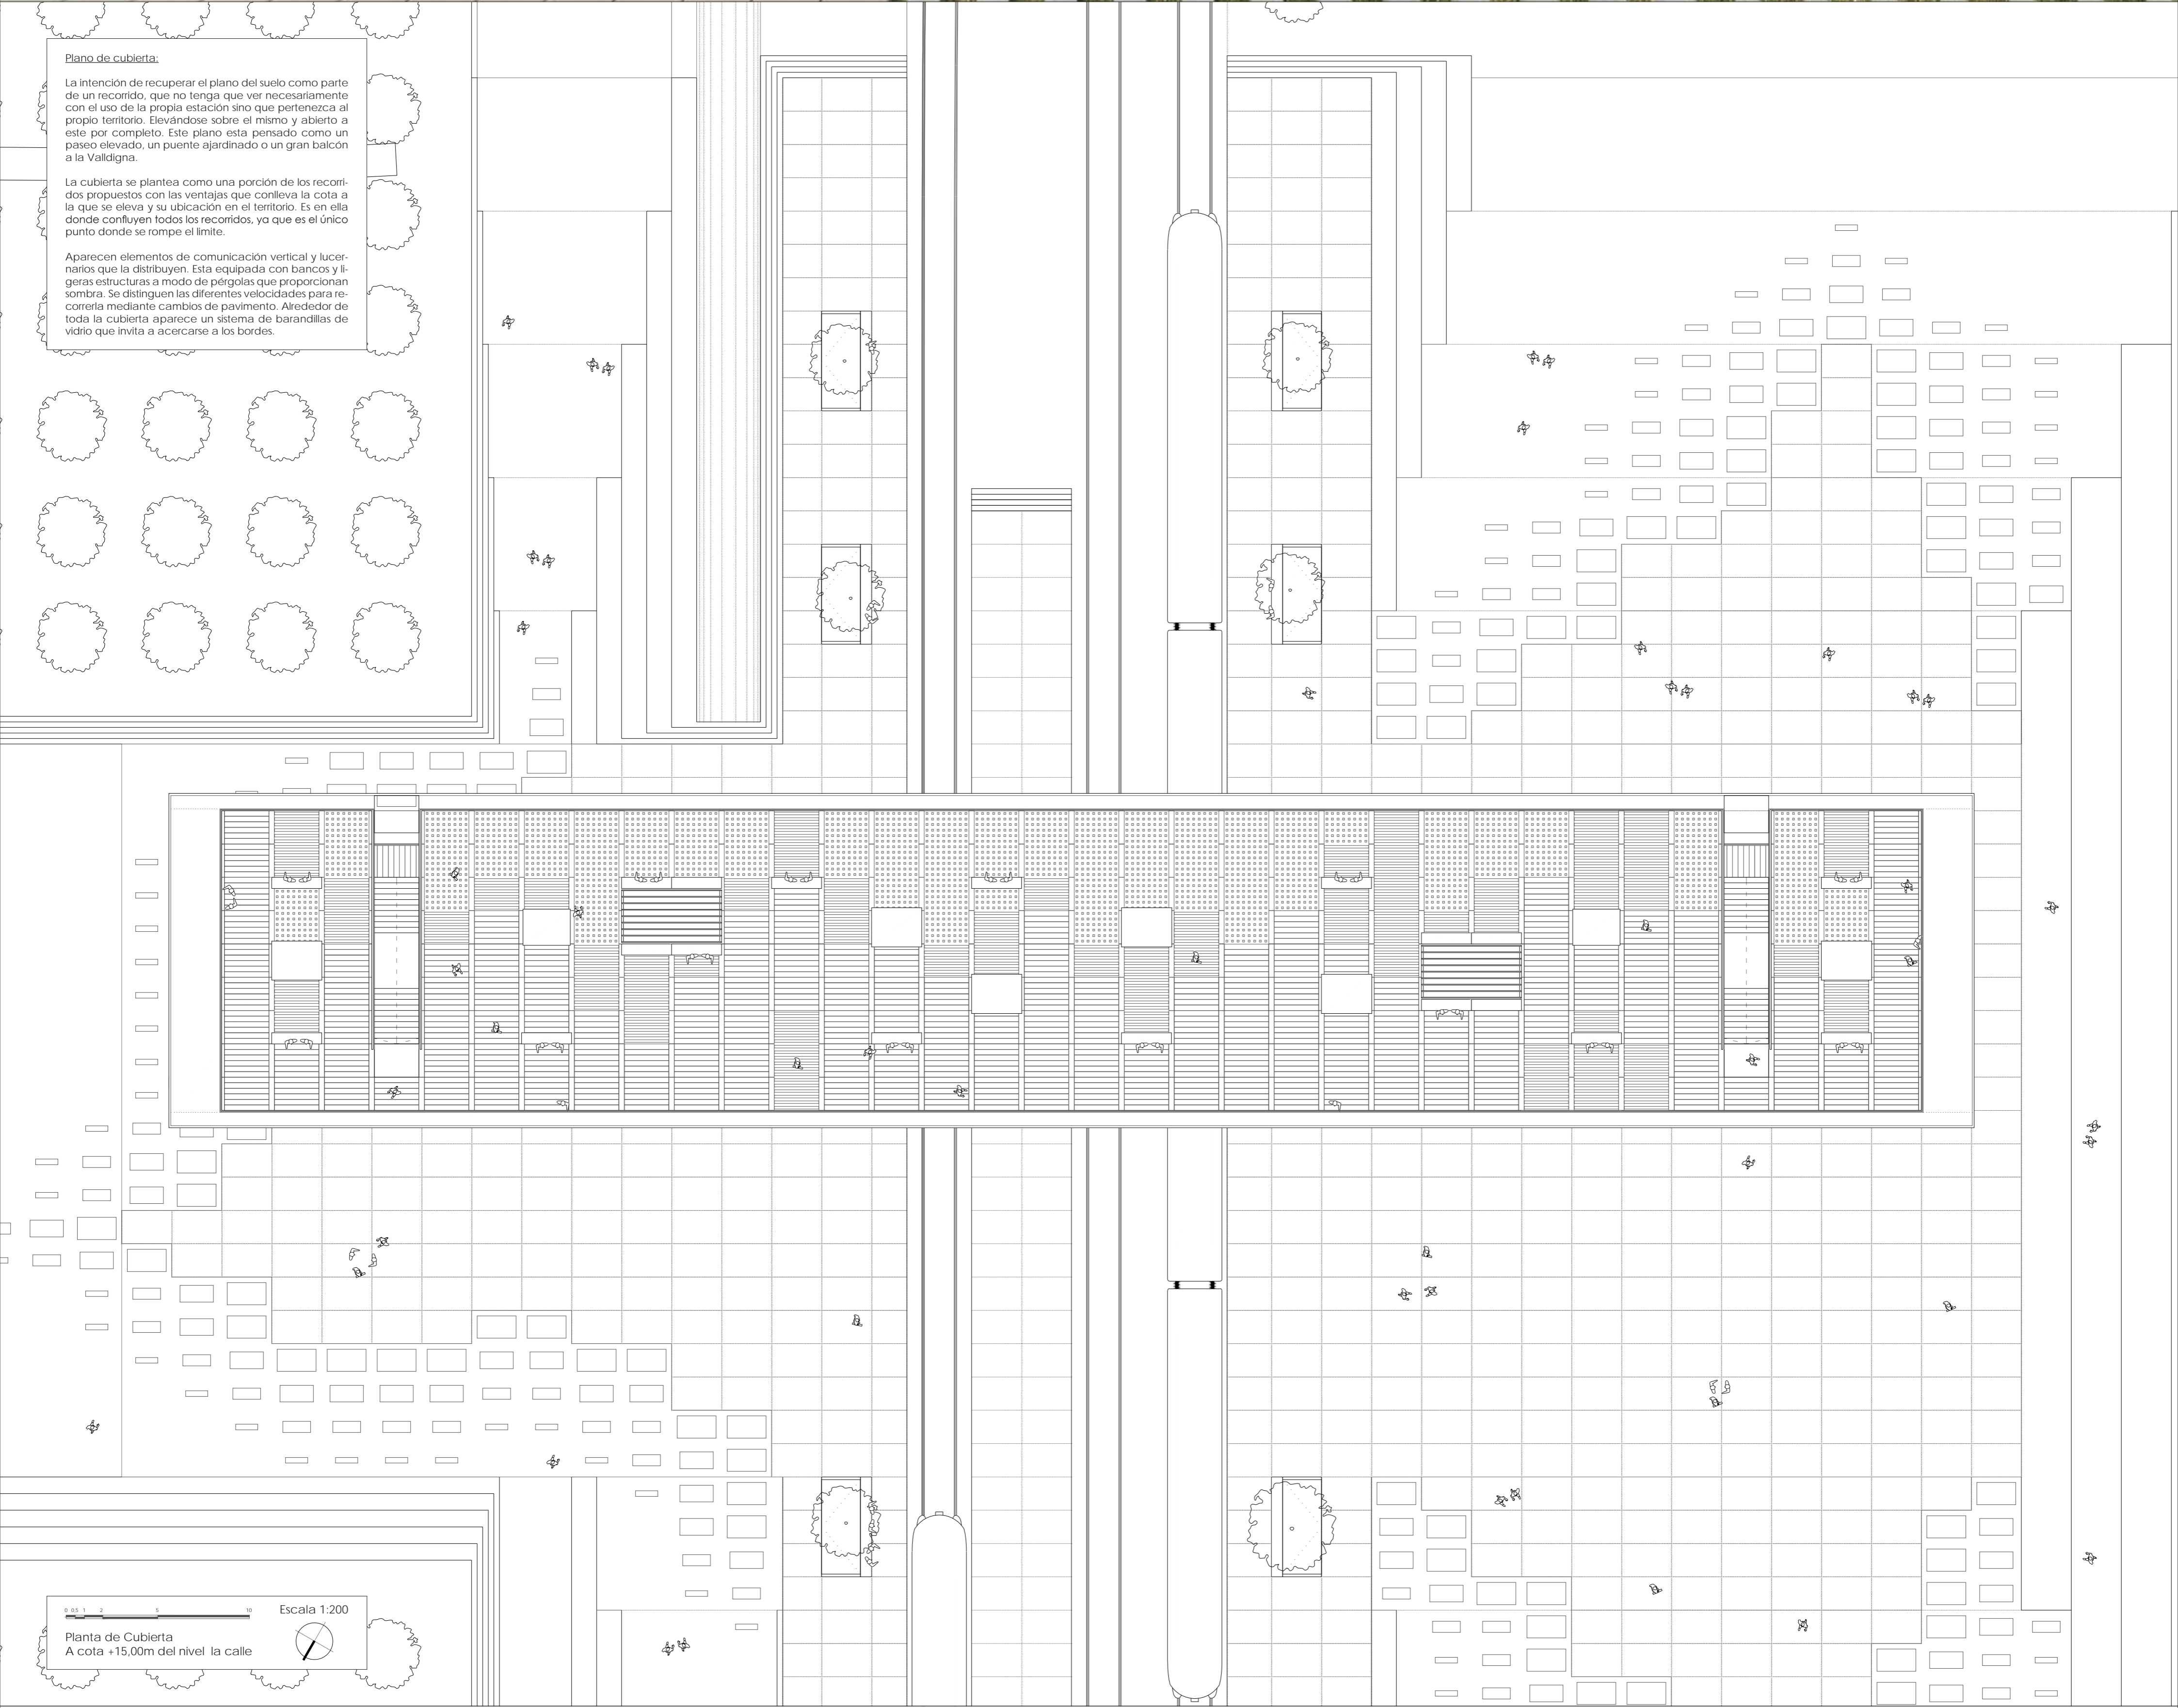 Plano de cubierta:
La intención de recuperar el plano del suelo como parte
de un recorrido, que no tenga que ver necesariamente
con el uso de la propia estación sino que pertenezca al
propio territorio. Elevándose sobre el mismo y abierto a
este por completo. Este plano esta pensado como un
paseo elevado, un puente ajardinado o un gran balcón
a la Valldigna.
La cubierta se plantea como una porción de los recorri-
dos propuestos con las ventajas que conlleva la cota a
la que se eleva y su ubicación en el territorio. Es en ella
donde confluyen todos los recorridos, ya que es el único
punto donde se rompe el limite.
Aparecen elementos de comunicación vertical y lucer-
narios que la distribuyen. Esta equipada con bancos y li-
geras estructuras a modo de pérgolas que proporcionan
sombra. Se distinguen las diferentes velocidades para re-
correrla mediante cambios de pavimento. Alrededor de
toda la cubierta aparece un sistema de barandillas de
vidrio que invita a acercarse a los bordes.
0 0,5 1 2 5 10
Escala 1:200
Planta de Cubierta
A cota +15,00m del nivel la calle